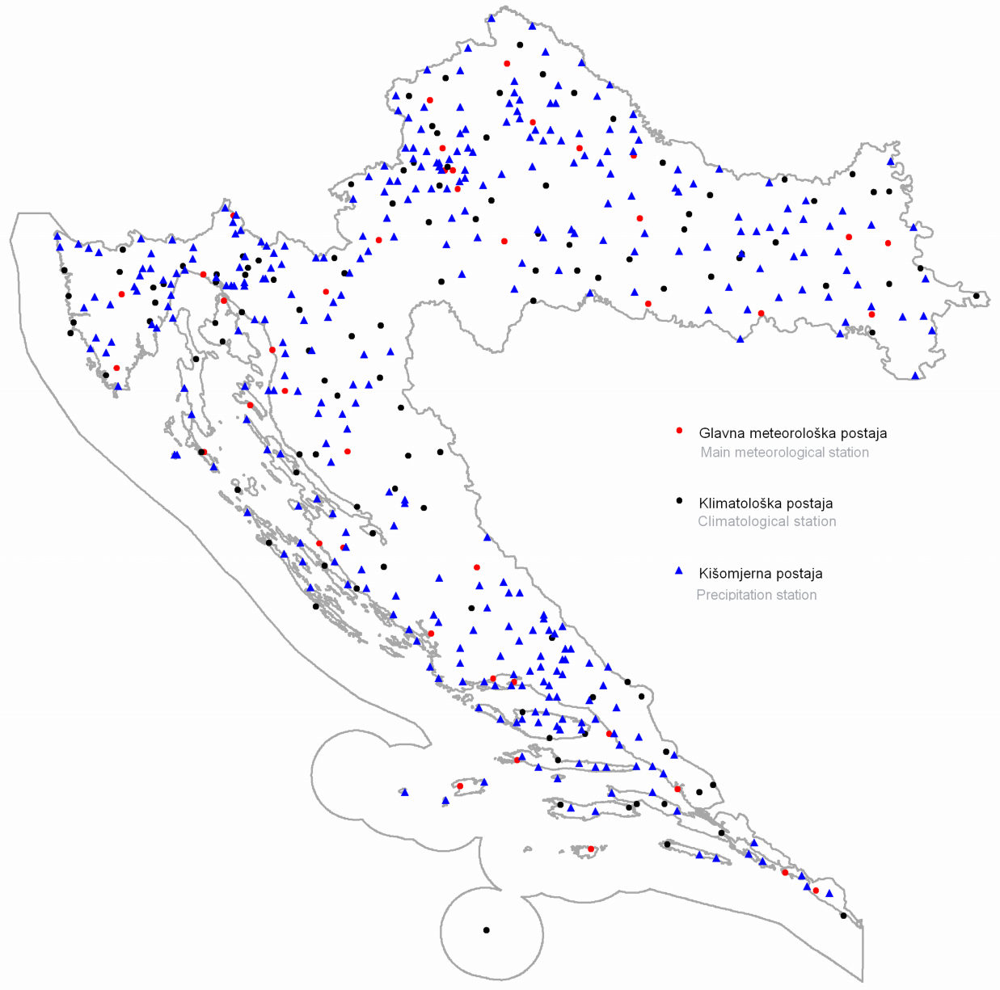 Glavna meteorološka postaja
Main meteorological station
Klimatološka postaja
Climatological station
Kišomjerna postaja
Precipitation station